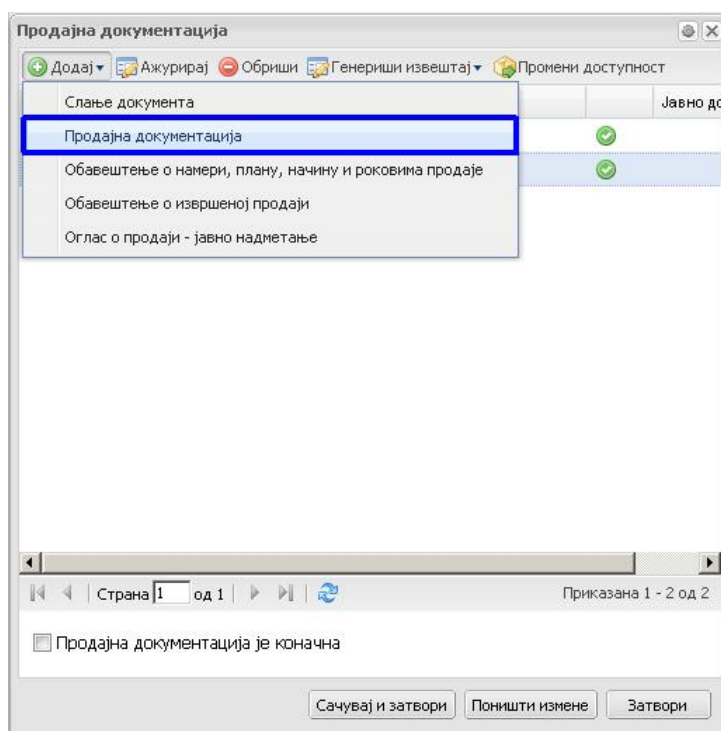 Продајна документација
Додај Ажурирај Обриши Генериши извештај Промени доступност
Слање документа Јавно до
Продајна документација
Обавештење о намери, плану, начину и роковима продаје
Обавештење о извршеној продаји
Оглас о продаји - јавно надметање
Страна 1 од 1 Приказана 1 - 2 од 2
Продајна документација је коначна
Сачувај и затвори Поништи измене Затвори